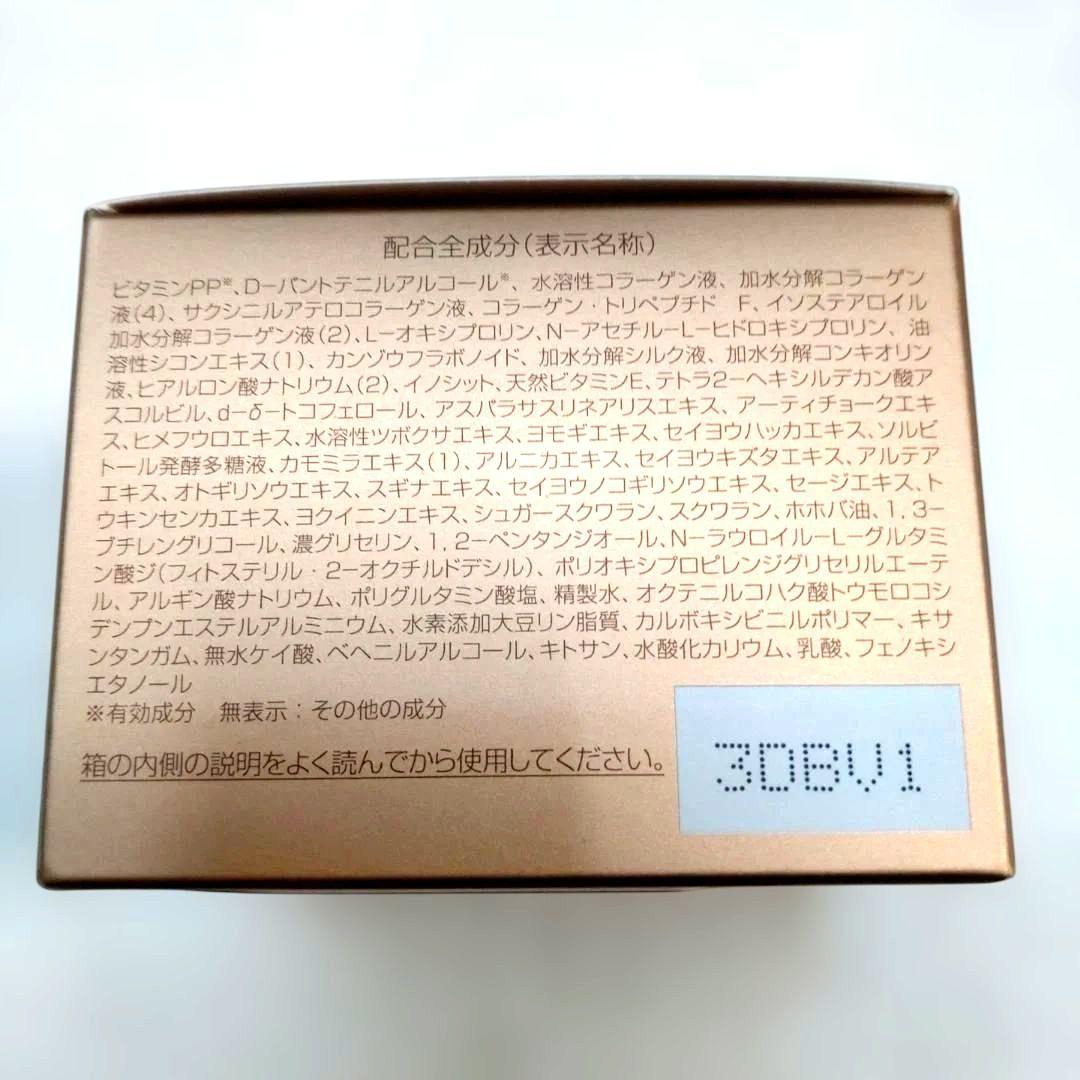 配合全成分(表示名称)
ビタミンPP※、D-パントテニルアルコール※、水溶性コラーゲン液、加水分解コラーゲン
液(4)、サクシニルアテロコラーゲン液、コラーゲン・トリペプチド F、イソステアロイル
加水分解コラーゲン液(2)、L-オキシプロリン、N-アセチル-L-ヒドロキシプロリン、油
溶性シコンエキス(1)、カンゾウフラボノイド、加水分解シルク液、加水分解コンキオリン
液、ヒアルロン酸ナトリウム(2)、イノシット、天然ビタミンE、テトラ2-ヘキシルデカン酸ア
スコルビル、d-δ-トコフェロール、アスパラサスリネアリスエキス、アーティチョークエキ
ス、ヒメフウロエキス、水溶性ツボクサエキス、ヨモギエキス、セイヨウハッカエキス、ソルビ
トール発酵多糖液、カモミラエキス(1)、アルニカエキス、セイヨウキズタエキス、アルテア
エキス、オトギリソウエキス、スギナエキス、セイヨウノコギリソウエキス、セージエキス、ト
ウキンセンカエキス、ヨクイニンエキス、シュガースクワラン、スクワラン、ホホバ油、1,3-
ブチレングリコール、濃グリセリン、1,2-ペンタンジオール、N-ラウロイル-L-グルタミ
ン酸ジ(フィトステリル・2-オクチルドデシル)、ポリオキシプロピレンジグリセリルエーテ
ル、アルギン酸ナトリウム、ポリグルタミン酸塩、精製水、オクテニルコハク酸トウモロコシ
デンプンエステルアルミニウム、水素添加大豆リン脂質、カルボキシビニルポリマー、キサ
ンタンガム、無水ケイ酸、ベヘニルアルコール、キトサン、水酸化カリウム、乳酸、フェノキシ
エタノール
※有効成分 無表示:その他の成分
箱の内側の説明をよく読んでから使用してください。
3DBV1